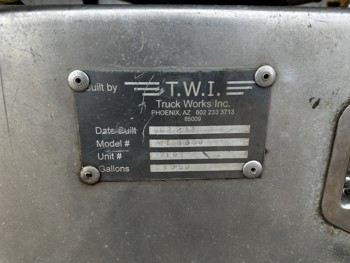 Built by T.W.I.
Truck Works Inc.
PHOENIX, AZ 602 233 3713
85009
Date Built
Model #
Unit #
Gallons